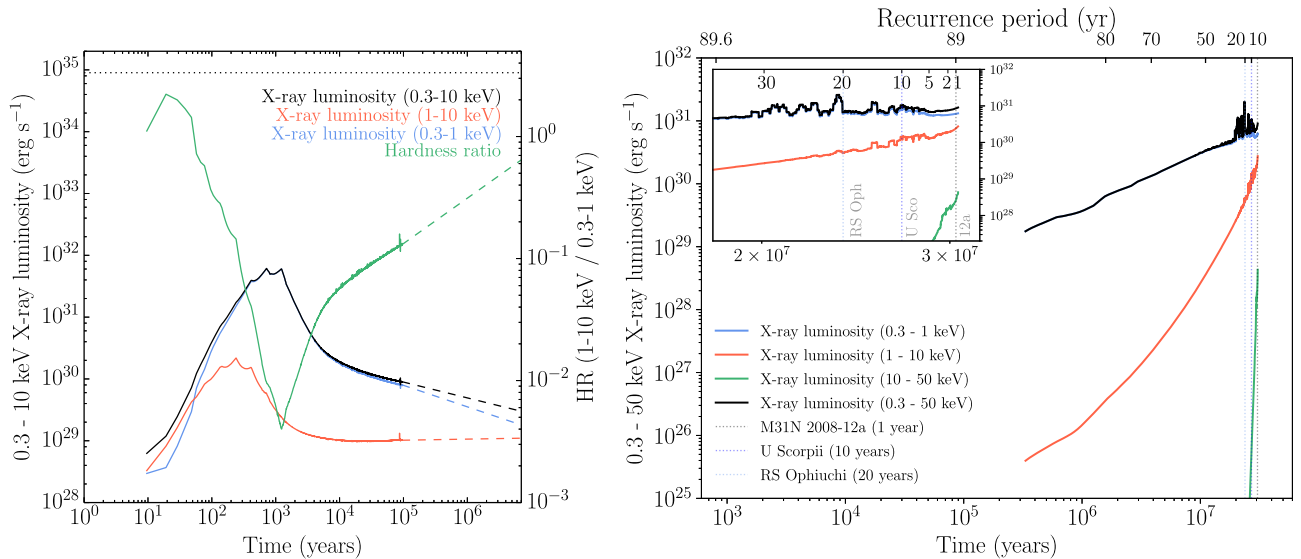 10^35
10^34
10^33
10^32
10^31
10^30
10^29
10^28
0.3 - 10 keV X-ray luminosity (erg s^−1)
X-ray luminosity (0.3-10 keV)
X-ray luminosity (1-10 keV)
X-ray luminosity (0.3-1 keV)
Hardness ratio
10^0
10^−1
10^−2
10^−3
HR (1-10 keV / 0.3-1 keV)
10^0 10^1 10^2 10^3 10^4 10^5 10^6
Time (years)
Recurrence period (yr)
89.6 80 70 50 20 10 89
10^32
10^31
10^30
10^29
10^28
10^27
10^26
10^25
0.3 - 50 keV X-ray luminosity (erg s^−1)
30 20 10 5 2 1
10^32
10^31
10^30
10^29
10^28
RS Oph
U Sco
12a
2 × 10^7 3 × 10^7
X-ray luminosity (0.3 - 1 keV)
X-ray luminosity (1 - 10 keV)
X-ray luminosity (10 - 50 keV)
X-ray luminosity (0.3 - 50 keV)
M31N 2008-12a (1 year)
U Scorpii (10 years)
RS Ophiuchi (20 years)
10^3 10^4 10^5 10^6 10^7
Time (years)